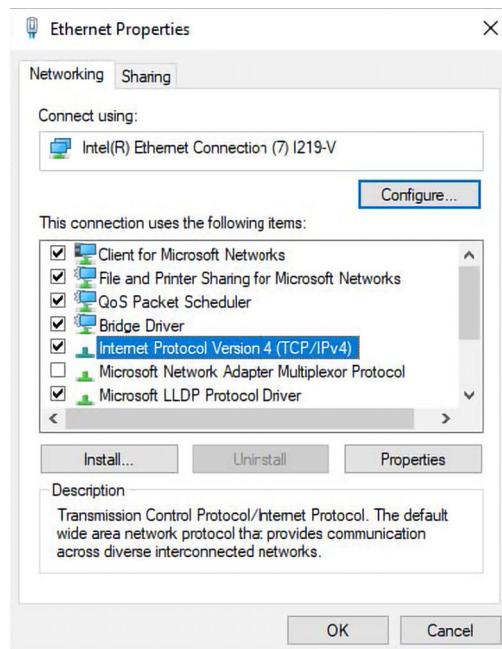 Ethernet Properties
Networking
Sharing
Connect using:
Intel(R) Ethernet Connection (7) I219-V
Configure...
This connection uses the following items:
Client for Microsoft Networks
File and Printer Sharing for Microsoft Networks
QoS Packet Scheduler
Bridge Driver
Internet Protocol Version 4 (TCP/IPv4)
Microsoft Network Adapter Multiplexor Protocol
Microsoft LLDP Protocol Driver
Install...
Uninstall
Properties
Description
Transmission Control Protocol/Internet Protocol. The default
wide area network protocol that provides communication
across diverse interconnected networks.
OK
Cancel